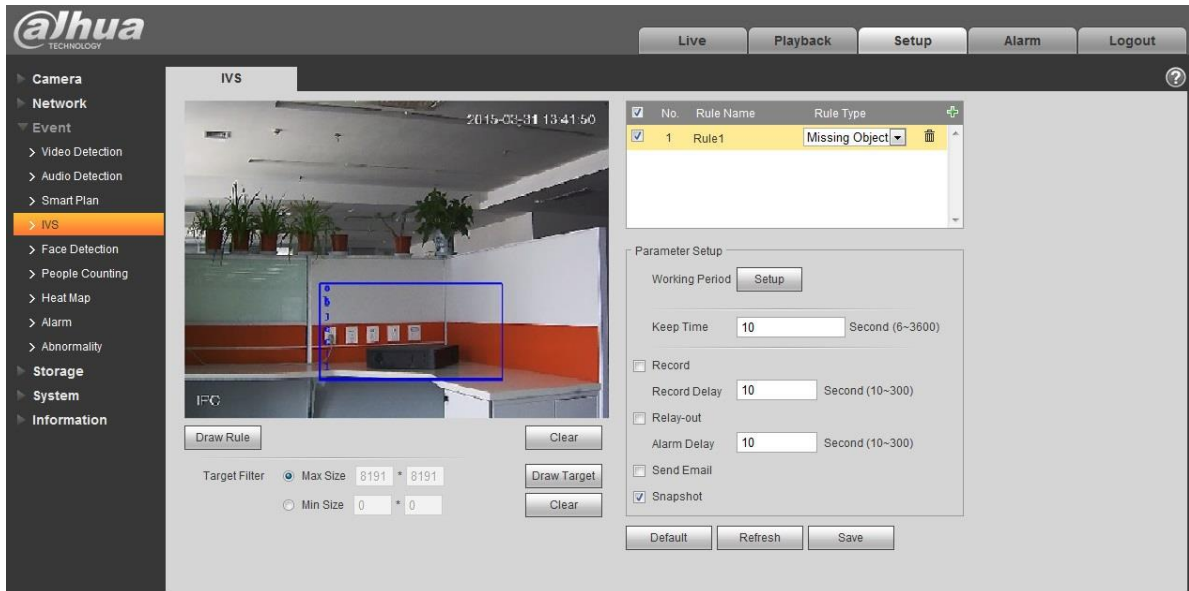 alhua
TECHNOLOGY
Live
Playback
Setup
Alarm
Logout
Camera
Network
Event
> Video Detection
> Audio Detection
> Smart Plan
> IVS
> Face Detection
> People Counting
> Heat Map
> Alarm
> Abnormality
Storage
System
Information
IVS
?
2015-03-31 13:41:50
IPC
Draw Rule
Clear
Target Filter
Max Size 8191 * 8191
Draw Target
Min Size 0 * 0
Clear
No. Rule Name Rule Type
1 Rule1 Missing Object
Parameter Setup
Working Period Setup
Keep Time 10 Second (6~3600)
Record
Record Delay 10 Second (10~300)
Relay-out
Alarm Delay 10 Second (10~300)
Send Email
Snapshot
Default
Refresh
Save